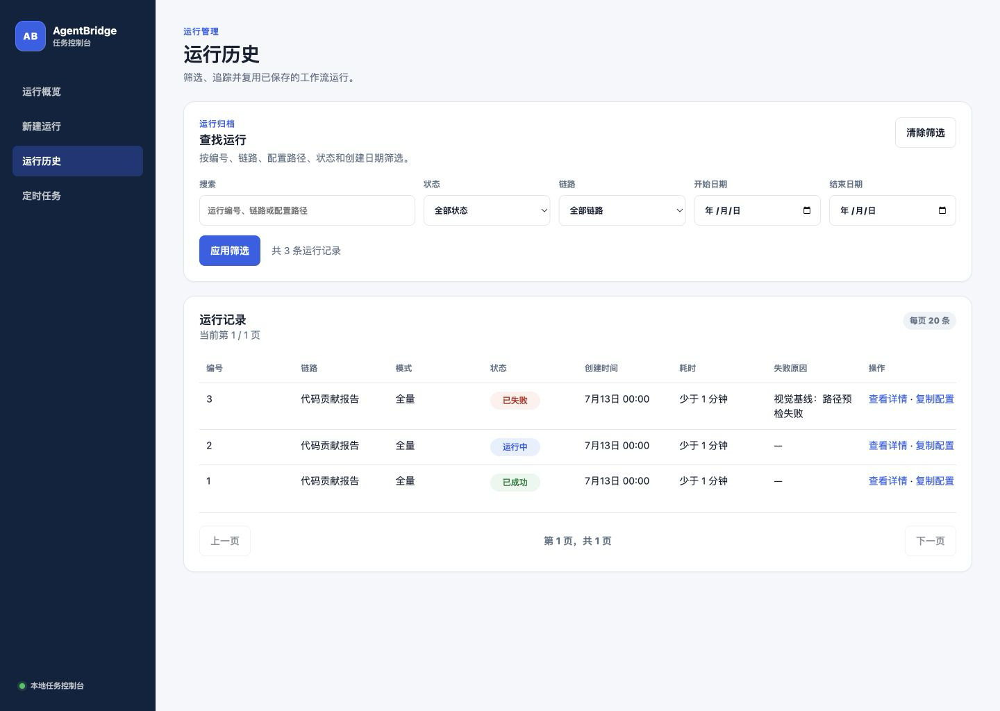 AB
AgentBridge
任务控制台
运行概览
新建运行
运行历史
定时任务
本地任务控制台
运行管理
运行历史
筛选、追踪并复用已保存的工作流运行。
运行归档
查找运行
按编号、链路、配置路径、状态和创建日期筛选。
清除筛选
搜索 状态 链路 开始日期 结束日期
运行编号、链路或配置路径 全部状态 全部链路 年 /月/日 年 /月/日
应用筛选 共 3 条运行记录
运行记录
当前第 1 / 1 页
每页 20 条
编号 链路 模式 状态 创建时间 耗时 失败原因 操作
3 代码贡献报告 全量 已失败 7月13日 00:00 少于 1 分钟 视觉基线：路径预 查看详情 · 复制配置
检失败
2 代码贡献报告 全量 运行中 7月13日 00:00 少于 1 分钟 — 查看详情 · 复制配置
1 代码贡献报告 全量 已成功 7月13日 00:00 少于 1 分钟 — 查看详情 · 复制配置
上一页 第 1 页，共 1 页 下一页